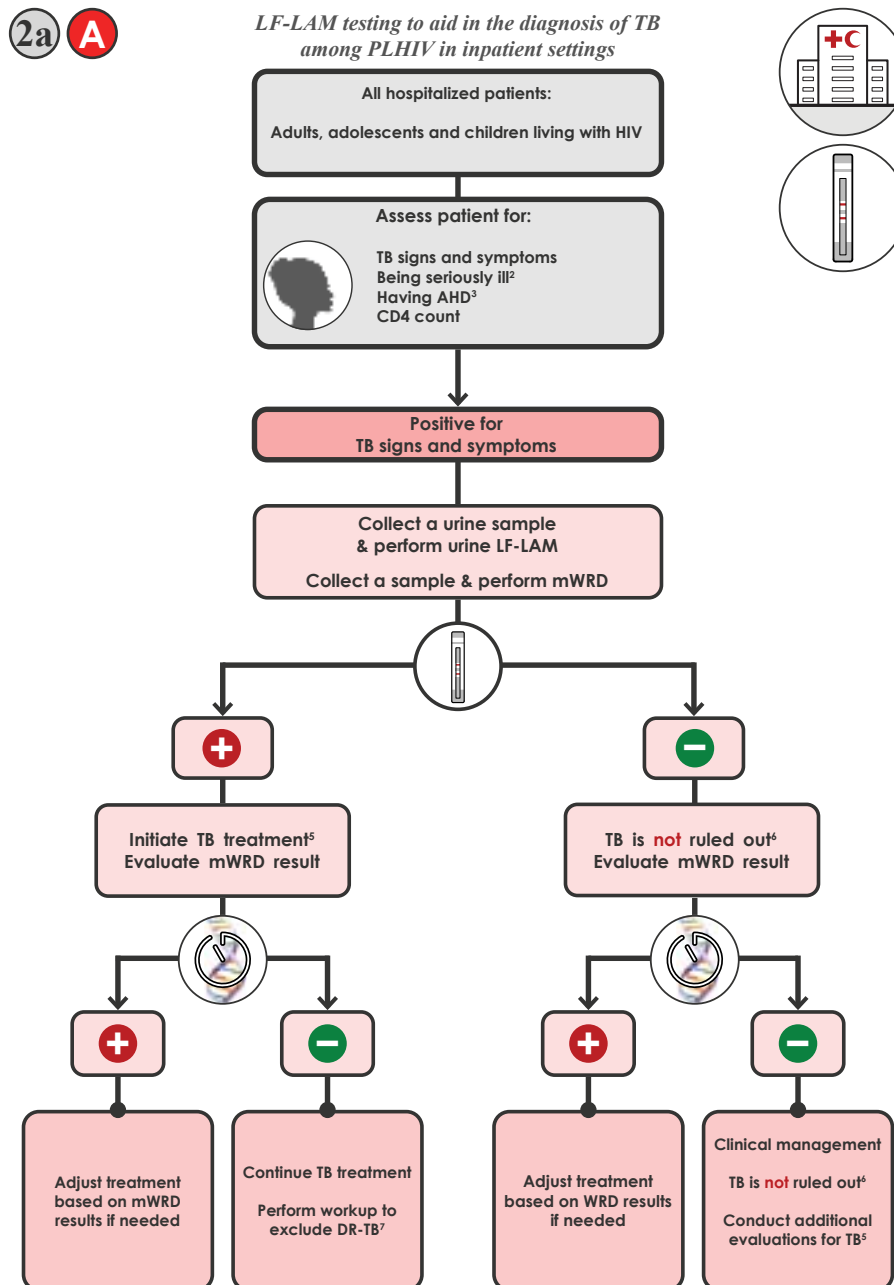 2a A
LF-LAM testing to aid in the diagnosis of TB
among PLHIV in inpatient settings
All hospitalized patients:
Adults, adolescents and children living with HIV
Assess patient for:
TB signs and symptoms
Being seriously ill²
Having AHD³
CD4 count
Positive for
TB signs and symptoms
Collect a urine sample
& perform urine LF-LAM
Collect a sample & perform mWRD
Initiate TB treatment⁵
Evaluate mWRD result
TB is not ruled out⁶
Evaluate mWRD result
Adjust treatment
based on mWRD
results if needed
Continue TB treatment
Perform workup to
exclude DR-TB⁷
Adjust treatment
based on WRD results
if needed
Clinical management
TB is not ruled out⁶
Conduct additional
evaluations for TB⁵